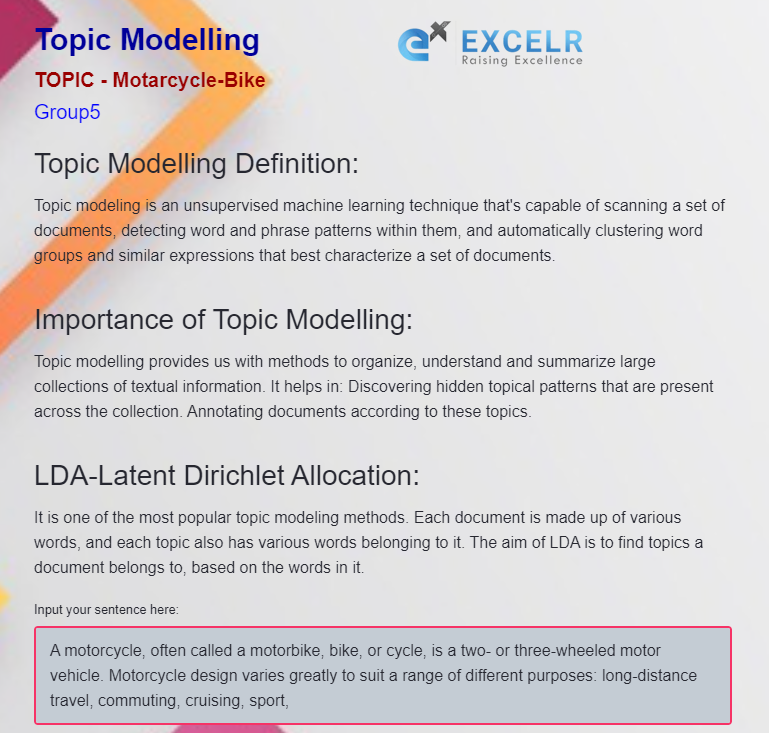 Topic Modelling
eX EXCELR
Raising Excellence
TOPIC - Motarcycle-Bike
Group5
Topic Modelling Definition:
Topic modeling is an unsupervised machine learning technique that's capable of scanning a set of
documents, detecting word and phrase patterns within them, and automatically clustering word
groups and similar expressions that best characterize a set of documents.
Importance of Topic Modelling:
Topic modelling provides us with methods to organize, understand and summarize large
collections of textual information. It helps in: Discovering hidden topical patterns that are present
across the collection. Annotating documents according to these topics.
LDA-Latent Dirichlet Allocation:
It is one of the most popular topic modeling methods. Each document is made up of various
words, and each topic also has various words belonging to it. The aim of LDA is to find topics a
document belongs to, based on the words in it.
Input your sentence here:
A motorcycle, often called a motorbike, bike, or cycle, is a two- or three-wheeled motor
vehicle. Motorcycle design varies greatly to suit a range of different purposes: long-distance
travel, commuting, cruising, sport,